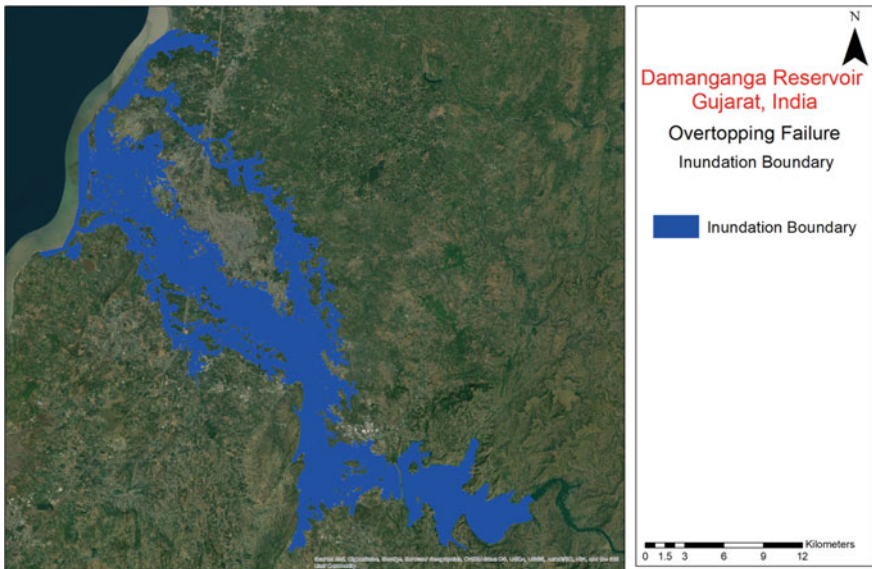 N
Damanganga Reservoir
Gujarat, India
Overtopping Failure
Inundation Boundary
Inundation Boundary
Kilometers
0 1.5 3 6 9 12